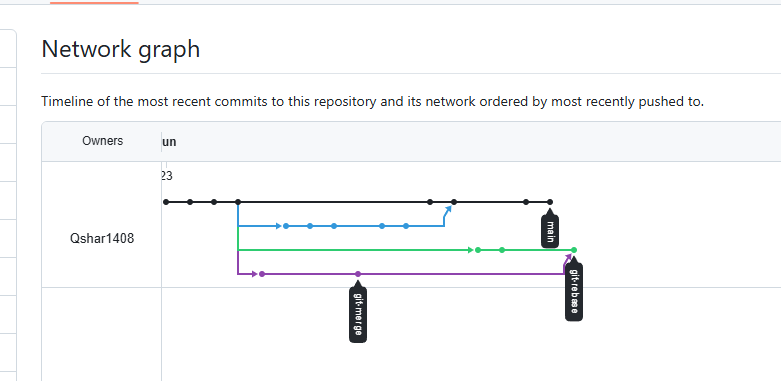 Network graph
Timeline of the most recent commits to this repository and its network ordered by most recently pushed to.
Owners
un
23
Qshar1408
main
git-rebase
git-merge